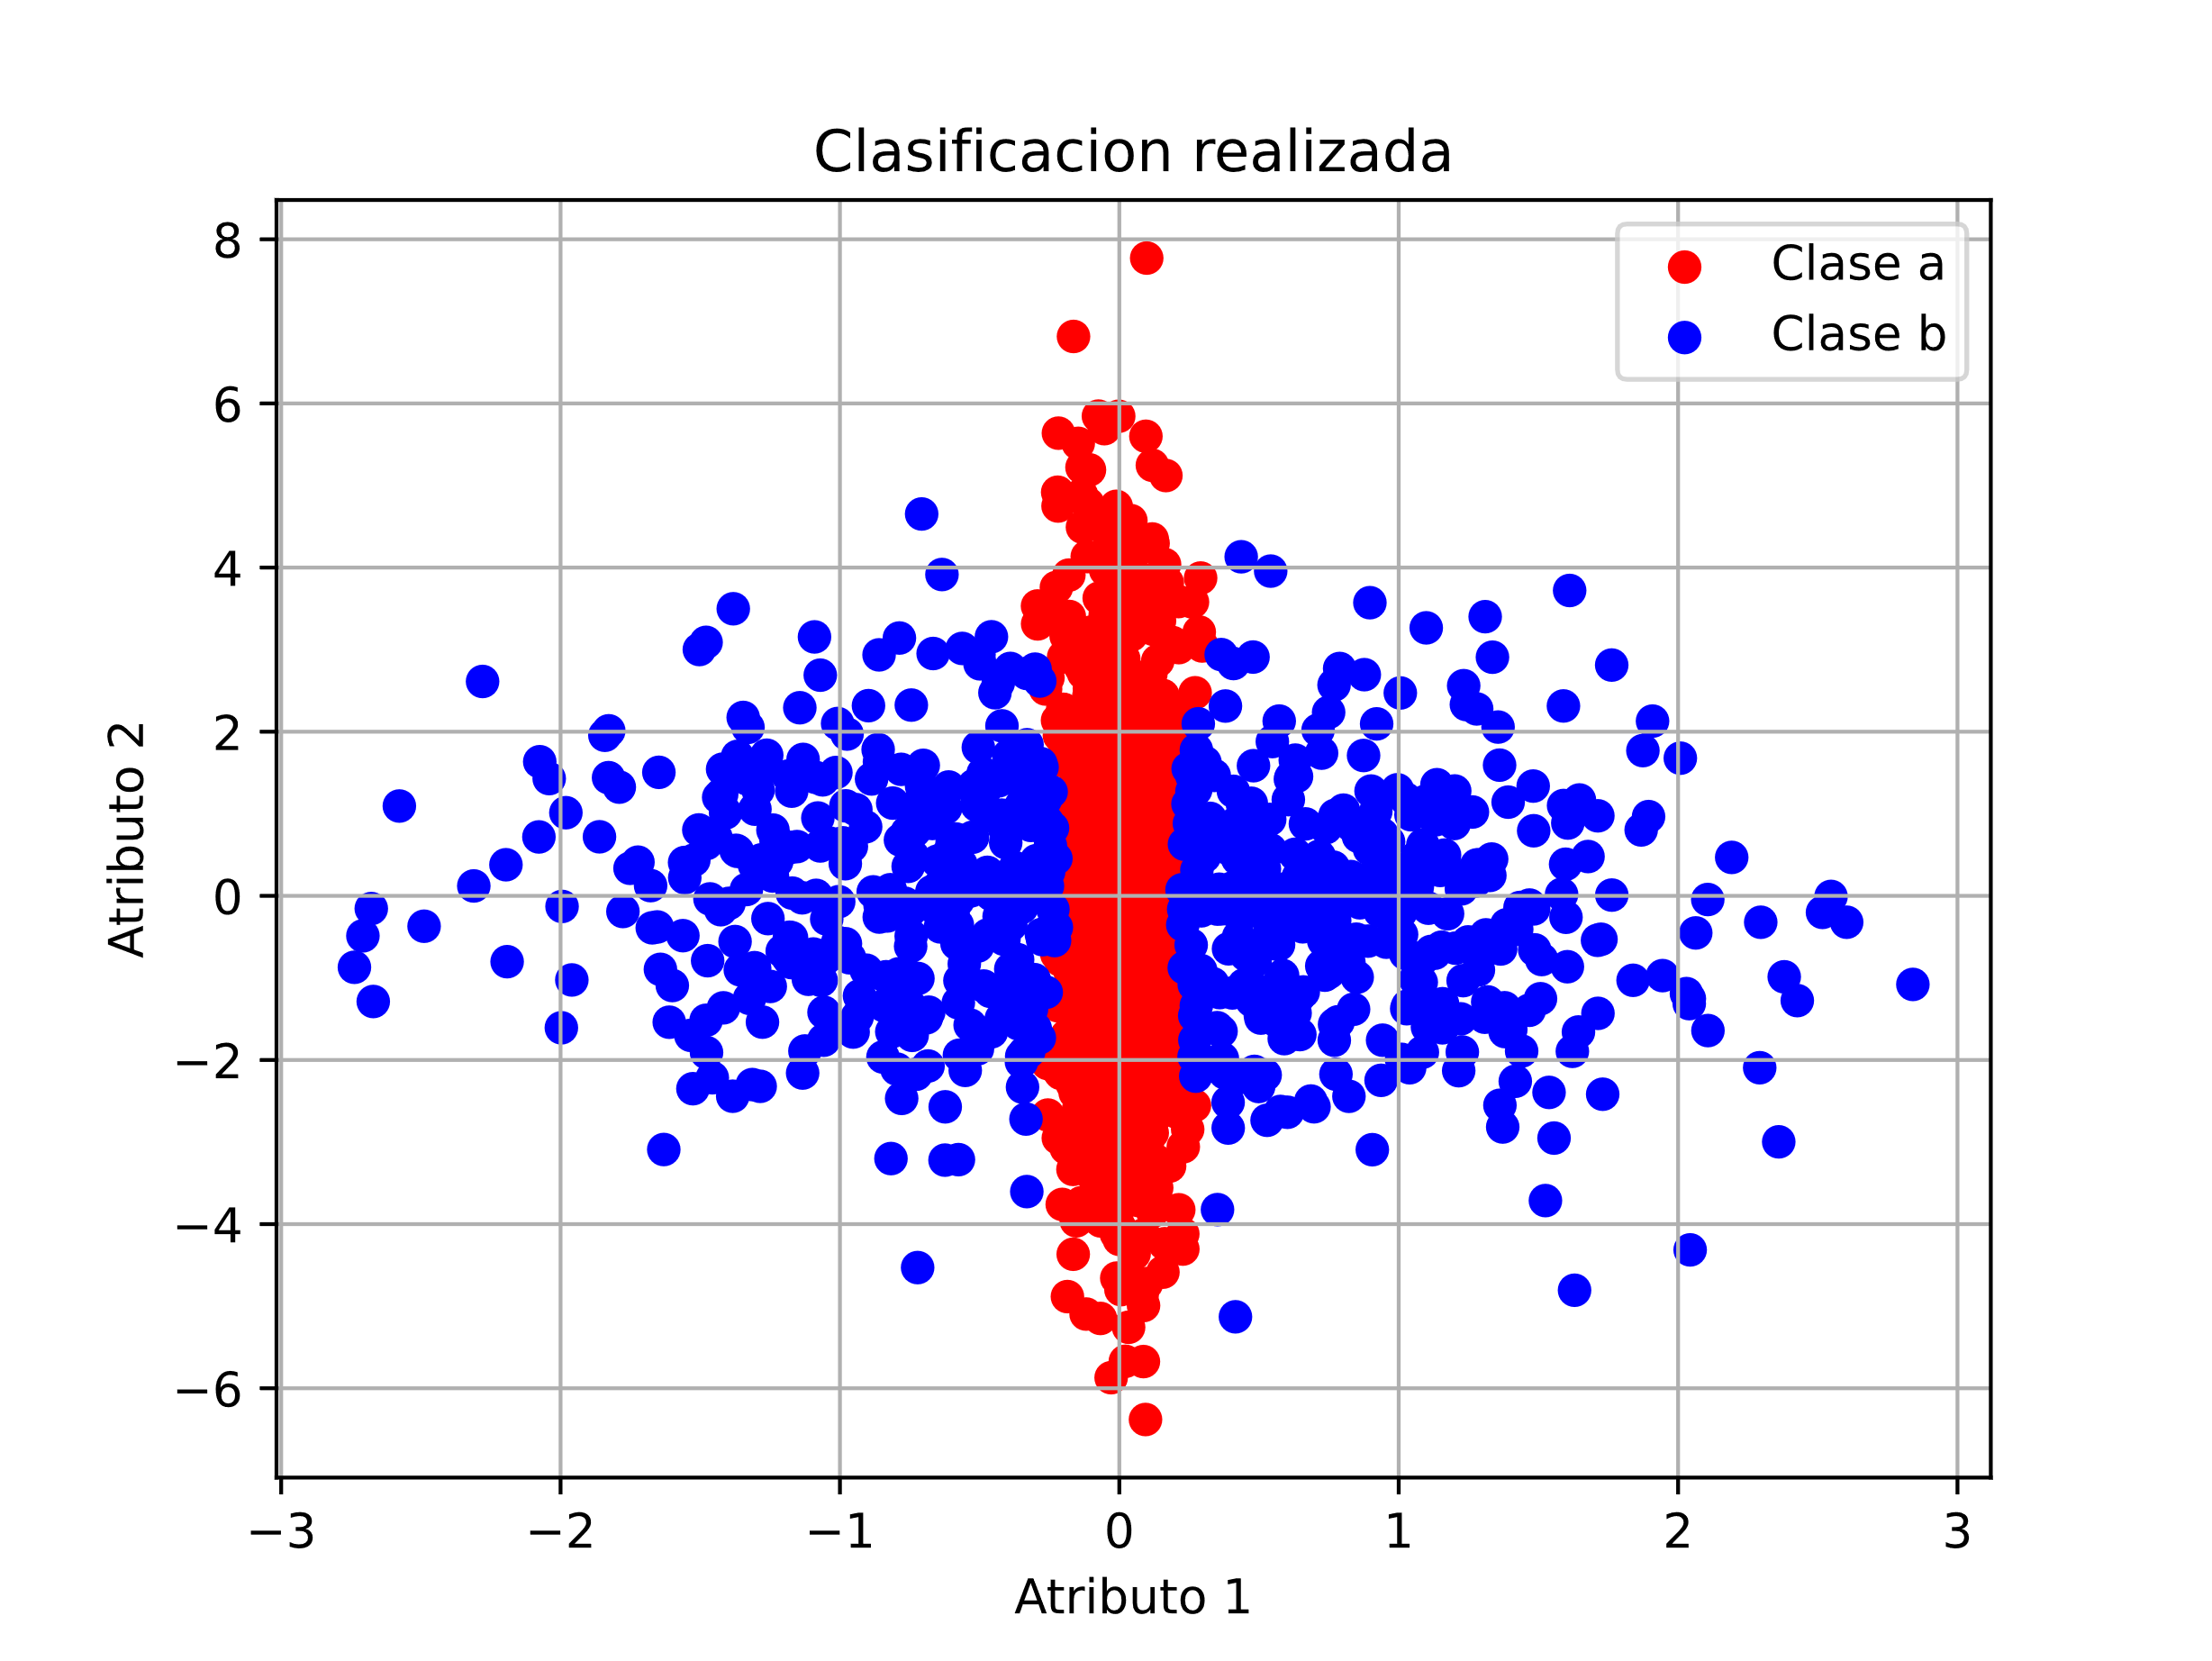 Clasificacion realizada
Clase a
Clase b
Atributo 2
8
6
4
2
0
−2
−4
−6
−3 −2 −1 0 1 2 3
Atributo 1